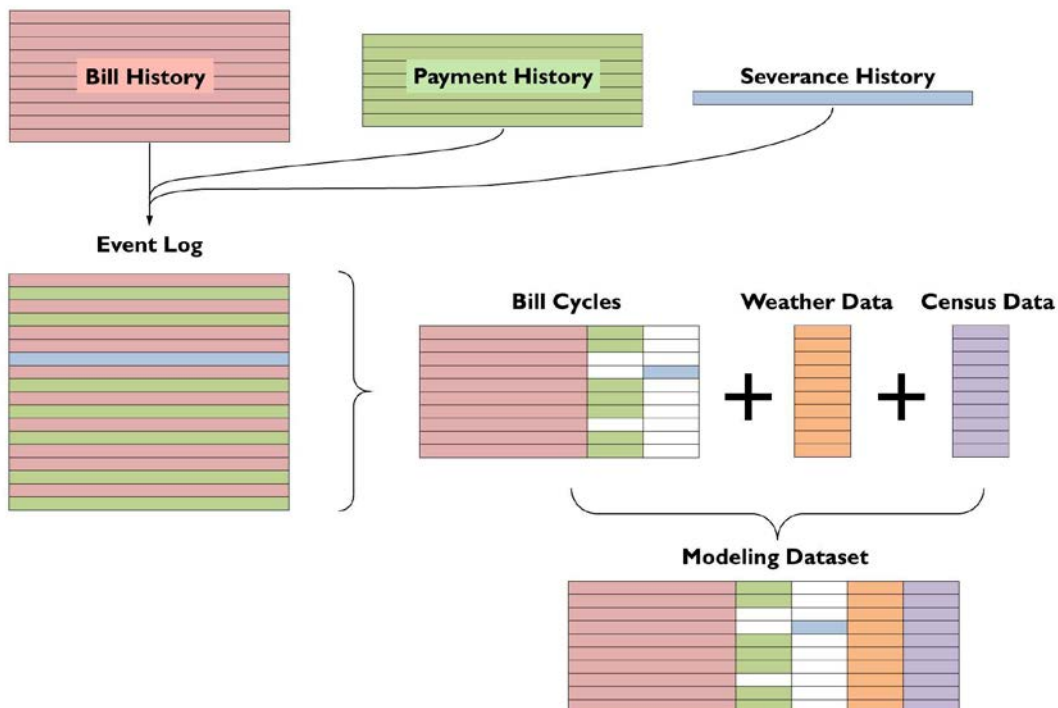 Bill History
Payment History
Severance History
Event Log
Bill Cycles
Weather Data
Census Data
Modeling Dataset